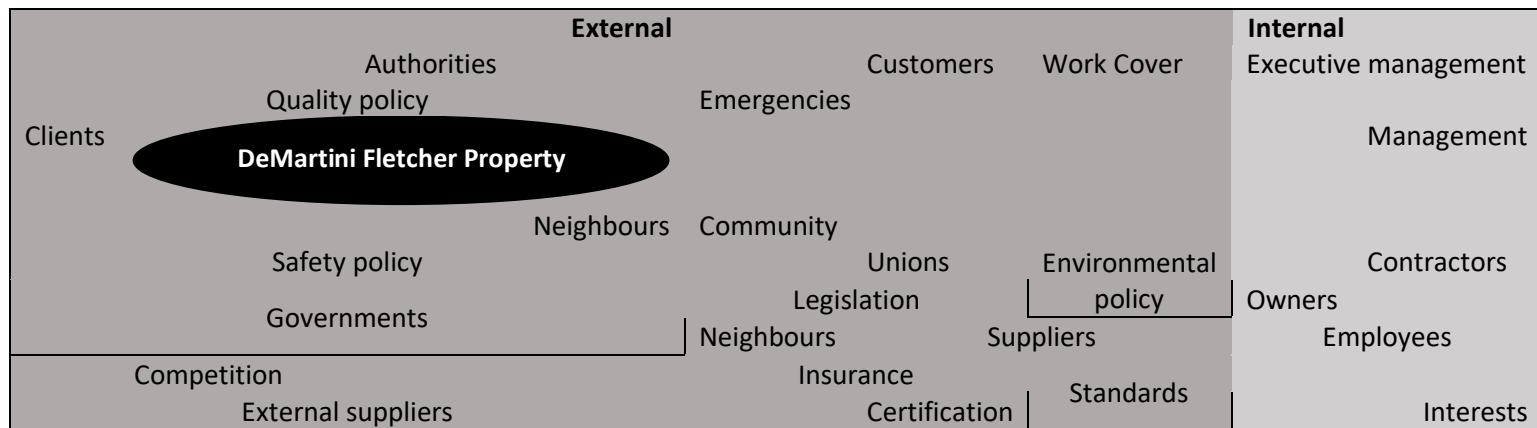 External Internal
Authorities Customers Work Cover Executive management
Quality policy Emergencies
Clients Management
DeMartini Fletcher Property
Neighbours Community
Safety policy Unions Environmental policy Contractors
Legislation Owners
Governments
Neighbours Suppliers Employees
Competition Insurance
Standards
External suppliers Certification Interests